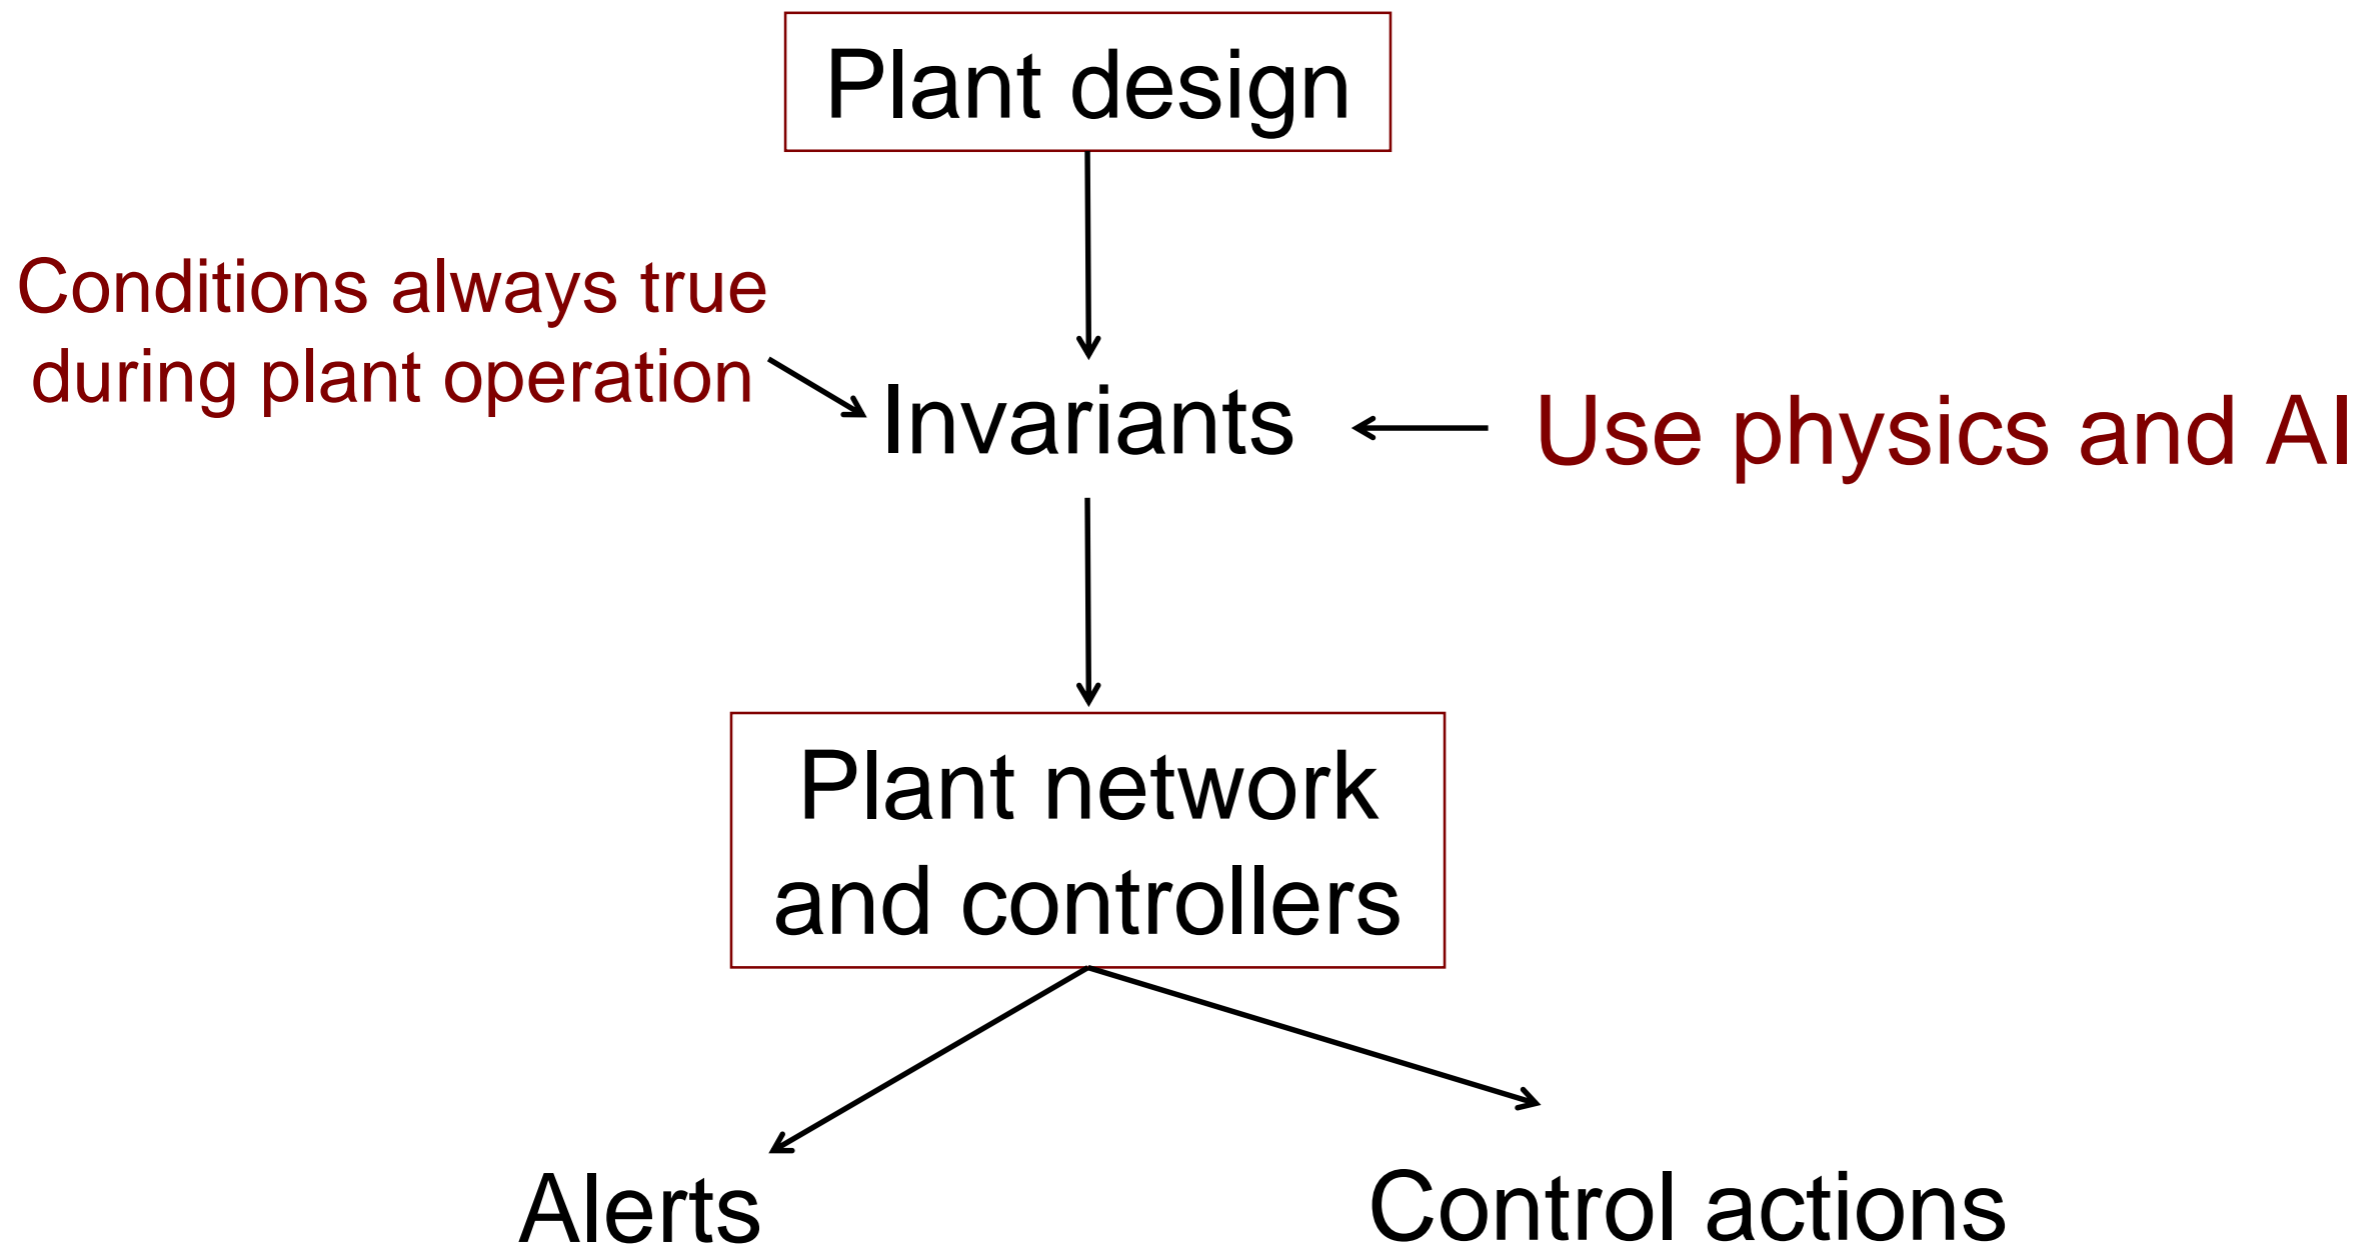 Plant design
Conditions always true
during plant operation
Invariants
Use physics and AI
Plant network
and controllers
Alerts
Control actions